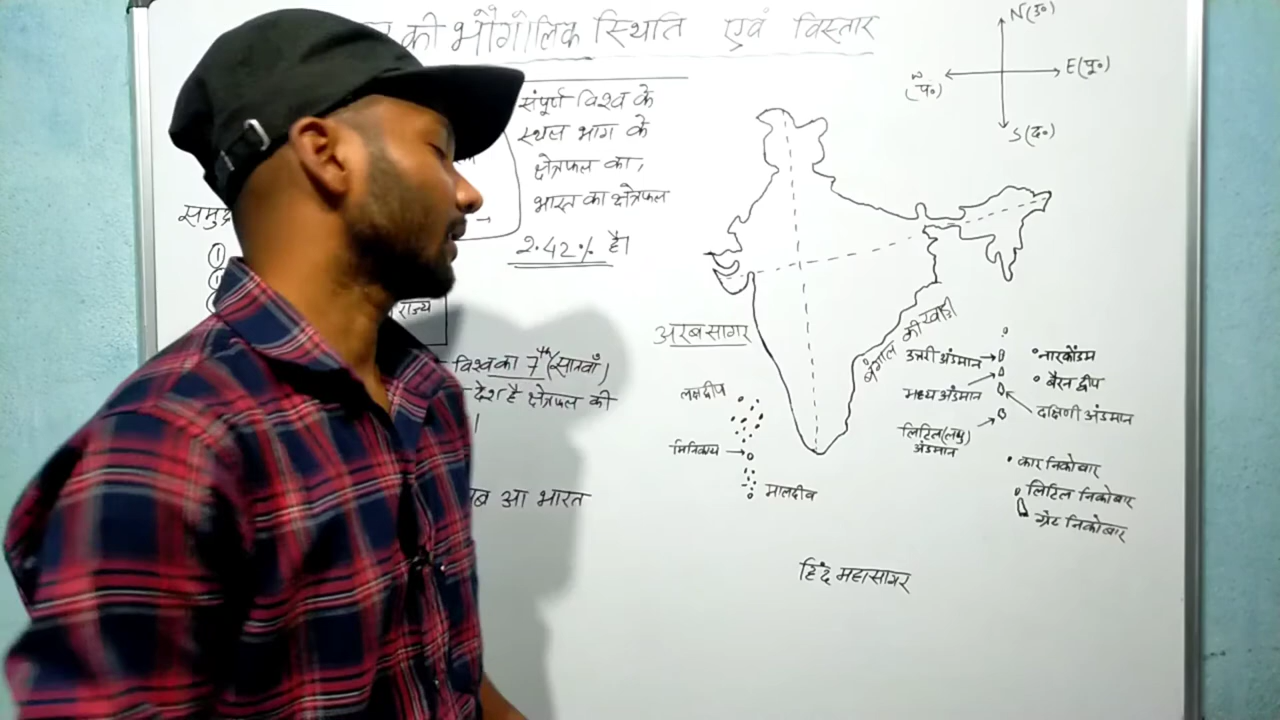 की भौगोलिक स्थिति एवं विस्तार
N(उ०)
E(पू०)
(प०)
S(द०)
संपूर्ण विश्व के
स्थल भाग के
क्षेत्रफल का,
भारत का क्षेत्रफल
2.42% है।
समुद्र
राज्य
विश्व का 7th (सातवाँ)
देश है क्षेत्रफल की
आ भारत
अरब सागर
बंगाल की खाड़ी
लक्षद्वीप
मिनिकाय
मालदीव
उत्तरी अंडमान
मध्य अंडमान
लिटिल(लघु)
अंडमान
नारकोंडम
बैरन द्वीप
दक्षिणी अंडमान
कार निकोबार
लिटिल निकोबार
ग्रेट निकोबार
हिंद महासागर